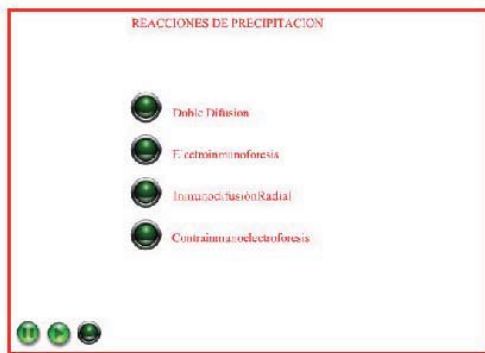 REACCIONES DE PRECIPITACION
Doble Difusion
Electroinmunoforesis
InmunodifusiónRadial
Contrainmunoelectroforesis